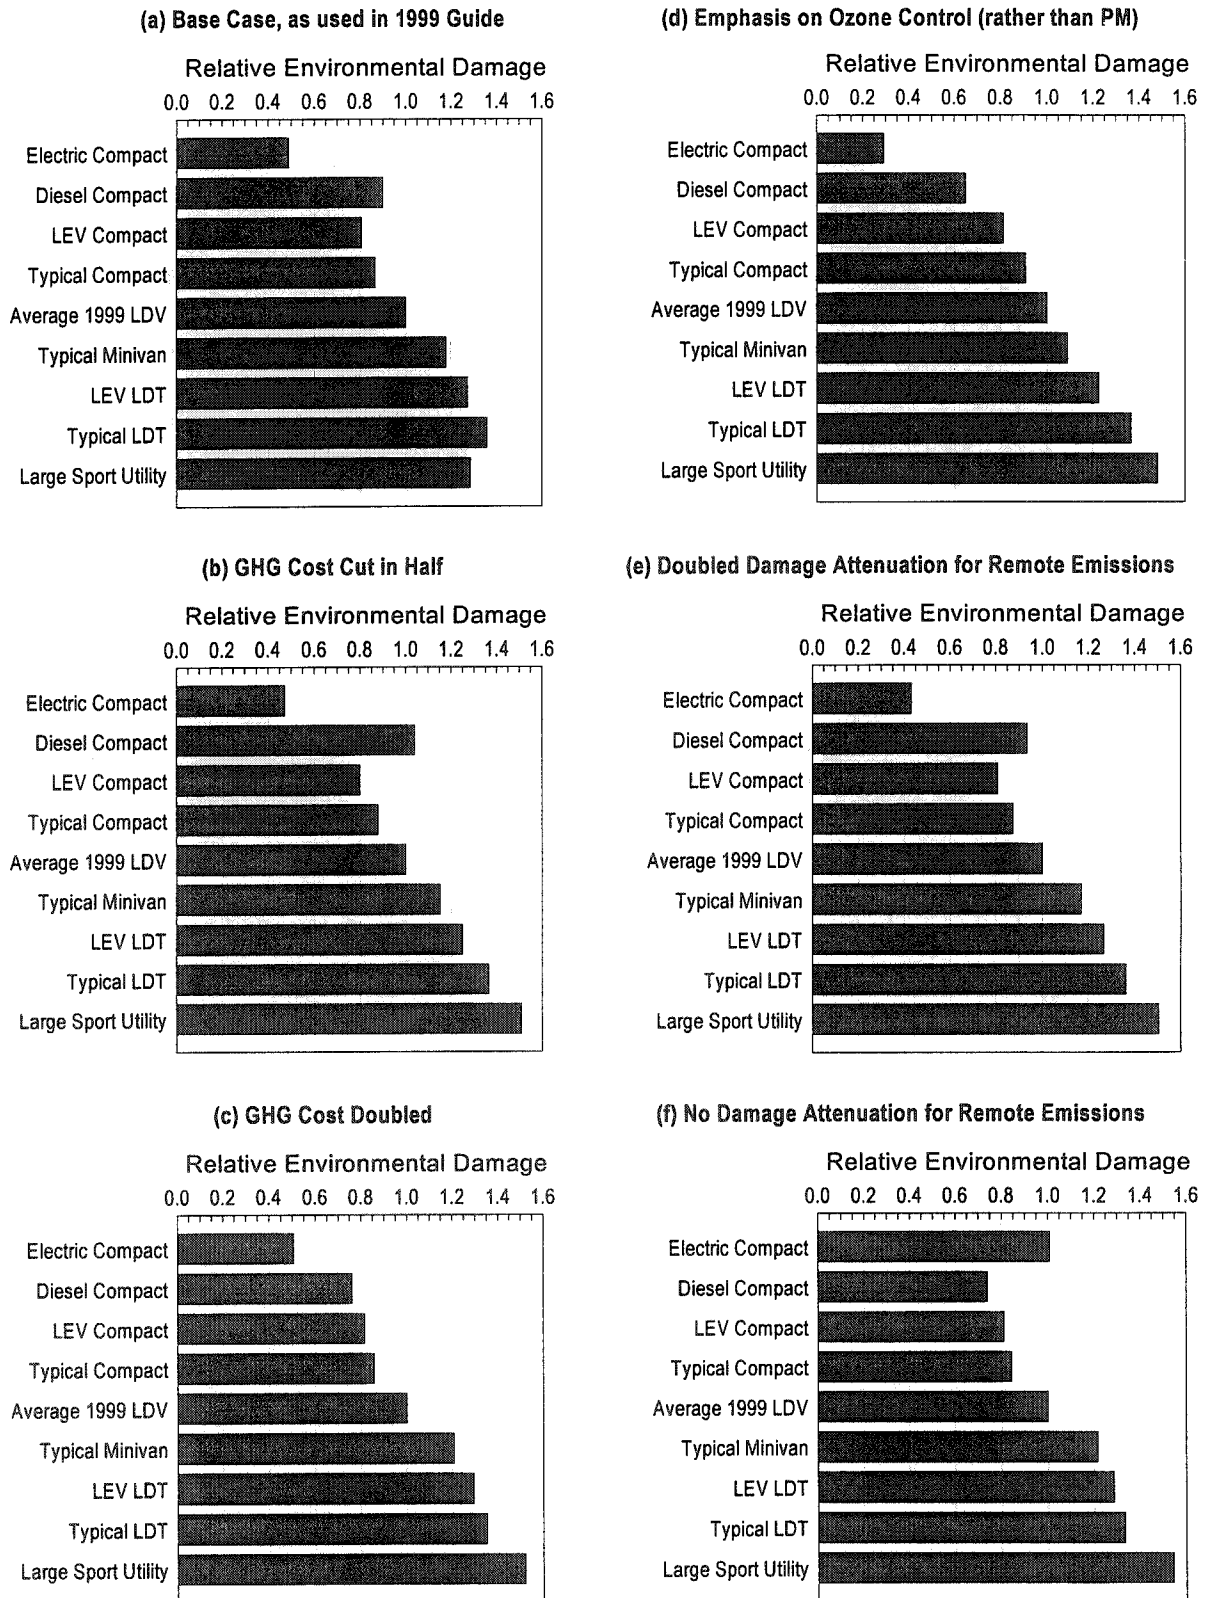 (a) Base Case, as used in 1999 Guide
Relative Environmental Damage
0.0 0.2 0.4 0.6 0.8 1.0 1.2 1.4 1.6
Electric Compact
Diesel Compact
LEV Compact
Typical Compact
Average 1999 LDV
Typical Minivan
LEV LDT
Typical LDT
Large Sport Utility
(b) GHG Cost Cut in Half
Relative Environmental Damage
0.0 0.2 0.4 0.6 0.8 1.0 1.2 1.4 1.6
Electric Compact
Diesel Compact
LEV Compact
Typical Compact
Average 1999 LDV
Typical Minivan
LEV LDT
Typical LDT
Large Sport Utility
(c) GHG Cost Doubled
Relative Environmental Damage
0.0 0.2 0.4 0.6 0.8 1.0 1.2 1.4 1.6
Electric Compact
Diesel Compact
LEV Compact
Typical Compact
Average 1999 LDV
Typical Minivan
LEV LDT
Typical LDT
Large Sport Utility
(d) Emphasis on Ozone Control (rather than PM)
Relative Environmental Damage
0.0 0.2 0.4 0.6 0.8 1.0 1.2 1.4 1.6
Electric Compact
Diesel Compact
LEV Compact
Typical Compact
Average 1999 LDV
Typical Minivan
LEV LDT
Typical LDT
Large Sport Utility
(e) Doubled Damage Attenuation for Remote Emissions
Relative Environmental Damage
0.0 0.2 0.4 0.6 0.8 1.0 1.2 1.4 1.6
Electric Compact
Diesel Compact
LEV Compact
Typical Compact
Average 1999 LDV
Typical Minivan
LEV LDT
Typical LDT
Large Sport Utility
(f) No Damage Attenuation for Remote Emissions
Relative Environmental Damage
0.0 0.2 0.4 0.6 0.8 1.0 1.2 1.4 1.6
Electric Compact
Diesel Compact
LEV Compact
Typical Compact
Average 1999 LDV
Typical Minivan
LEV LDT
Typical LDT
Large Sport Utility